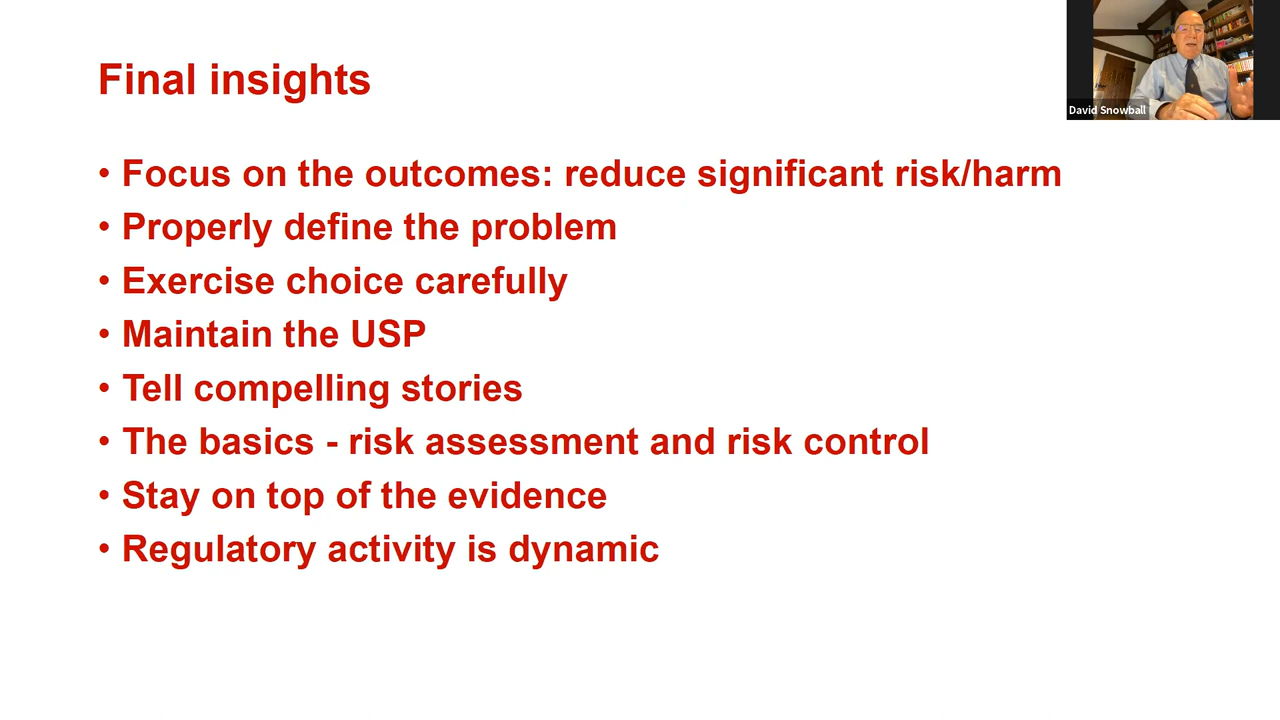 Final insights
David Snowball
• Focus on the outcomes: reduce significant risk/harm
• Properly define the problem
• Exercise choice carefully
• Maintain the USP
• Tell compelling stories
• The basics - risk assessment and risk control
• Stay on top of the evidence
• Regulatory activity is dynamic